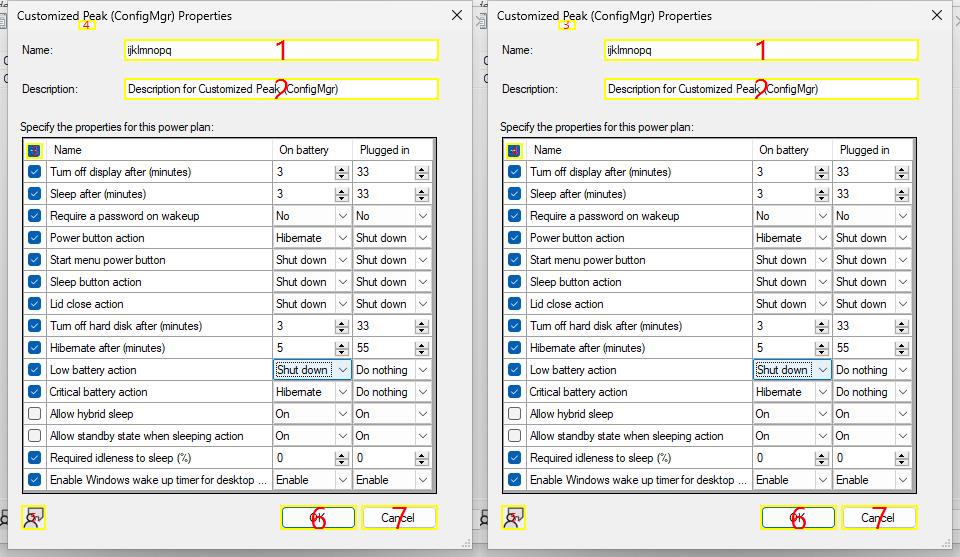 Customized Peak (ConfigMgr) Properties
4
Name: ijklmnopq
1
Description: Description for Customized Peak (ConfigMgr)
2
Specify the properties for this power plan:
Name On battery Plugged in
Turn off display after (minutes) 3 33
Sleep after (minutes) 3 33
Require a password on wakeup No No
Power button action Hibernate Shut down
Start menu power button Shut down Shut down
Sleep button action Shut down Shut down
Lid close action Shut down Shut down
Turn off hard disk after (minutes) 3 33
Hibernate after (minutes) 5 55
Low battery action Shut down Do nothing
Critical battery action Hibernate Do nothing
Allow hybrid sleep On On
Allow standby state when sleeping action On On
Required idleness to sleep (%) 0 0
Enable Windows wake up timer for desktop ... Enable Enable
OK Cancel
6 7
Customized Peak (ConfigMgr) Properties
3
Name: ijklmnopq
1
Description: Description for Customized Peak (ConfigMgr)
2
Specify the properties for this power plan:
Name On battery Plugged in
Turn off display after (minutes) 3 33
Sleep after (minutes) 3 33
Require a password on wakeup No No
Power button action Hibernate Shut down
Start menu power button Shut down Shut down
Sleep button action Shut down Shut down
Lid close action Shut down Shut down
Turn off hard disk after (minutes) 3 33
Hibernate after (minutes) 5 55
Low battery action Shut down Do nothing
Critical battery action Hibernate Do nothing
Allow hybrid sleep On On
Allow standby state when sleeping action On On
Required idleness to sleep (%) 0 0
Enable Windows wake up timer for desktop ... Enable Enable
OK Cancel
6 7